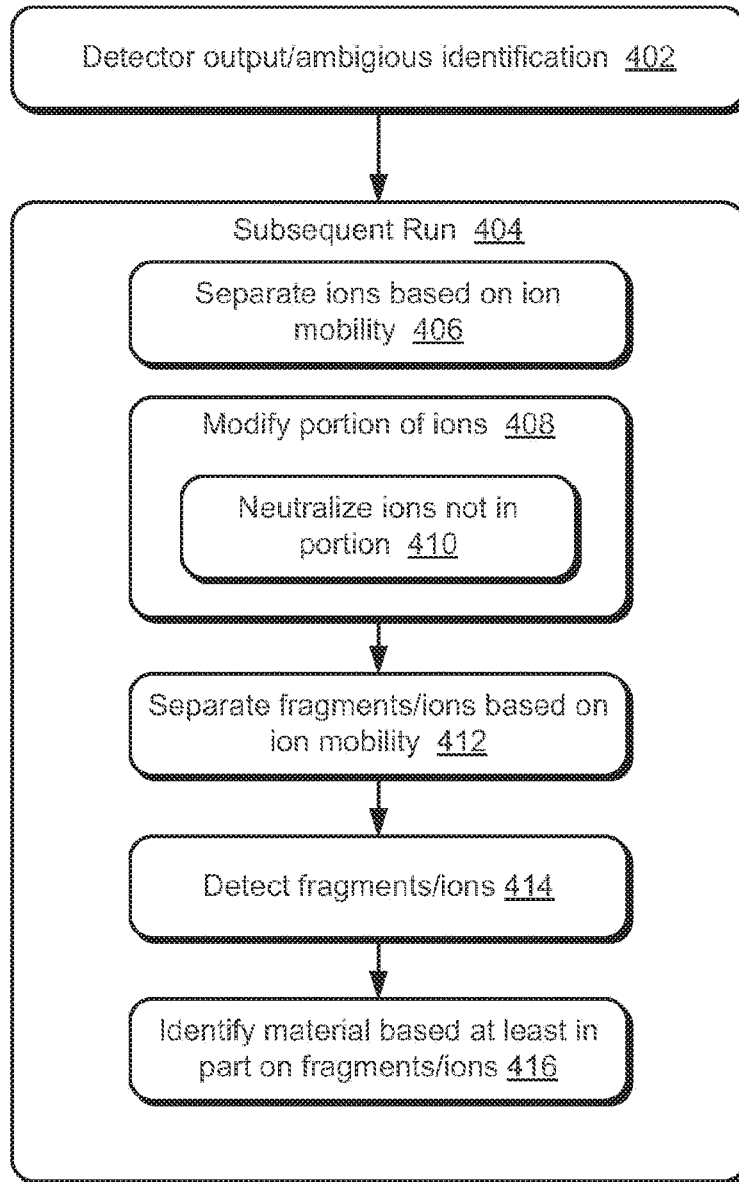 Detector output/ambigious identification 402
Subsequent Run 404
Separate ions based on ion
mobility 406
Modify portion of ions 408
Neutralize ions not in
portion 410
Separate fragments/ions based on
ion mobility 412
Detect fragments/ions 414
Identify material based at least in
part on fragments/ions 416